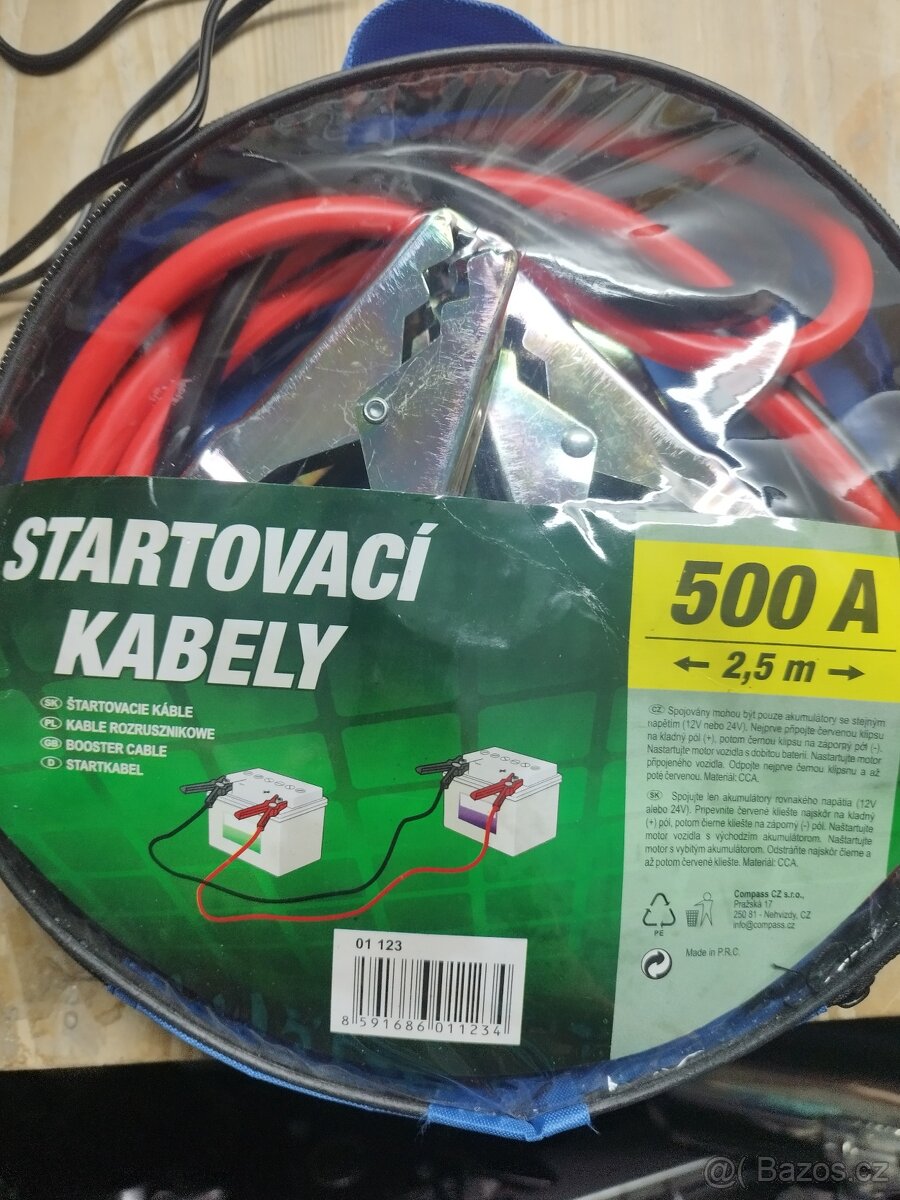 STARTOVACÍ
KABELY
SK ŠTARTOVACIE KÁBLE
PL KABLE ROZRUSZNIKOWE
GB BOOSTER CABLE
D STARTKABEL
500 A
2,5 m
CZ Spojovány mohou být pouze akumulátory se stejným
napětím (12V nebo 24V). Nejprve připojte červenou klipsu
na kladný pól (+), potom černou klipsu na záporný pól (-).
Nastartujte motor vozidla s dobitou baterií. Nastartujte motor
připojeného vozidla. Odpojte nejprve černou klipsnu a až
poté červenou. Materiál: CCA.
SK Spojujte len akumulátory rovnakého napätia (12V
alebo 24V). Pripevnite červené kliešte najskôr na kladný
(+) pól, potom čierne kliešte na záporný (-) pól. Naštartujte
motor vozidla s východzím akumulátorom. Naštartujte
motor s vybitým akumulátorom. Odstráňte najskôr čierne a
až potom červené kliešte. Materiál: CCA.
PE
Compass CZ s.r.o.,
Pražská 17
250 81 - Nehvizdy, CZ
info@compass.cz
Made in P.R.C.
01 123
8 591686 011234
@( Bazos.cz